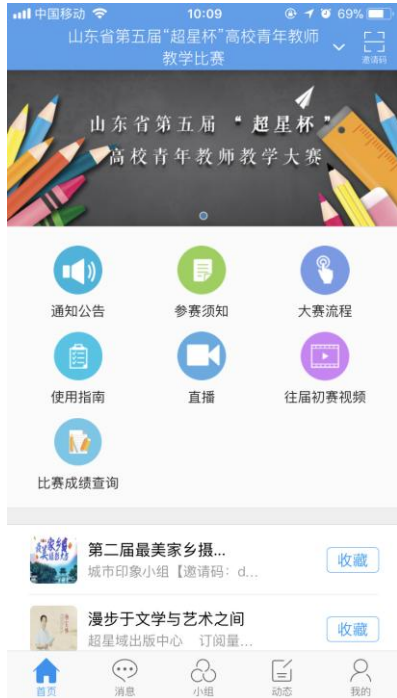 中国移动 10:09 69%
山东省第五届“超星杯”高校青年教师
教学比赛
邀请码
山东省第五届“超星杯”
高校青年教师教学大赛
通知公告 参赛须知 大赛流程
使用指南 直播 往届初赛视频
比赛成绩查询
第二届最美家乡摄...
城市印象小组【邀请码：d...
收藏
漫步于文学与艺术之间
超星域出版中心 订阅量...
收藏
首页 消息 小组 动态 我的